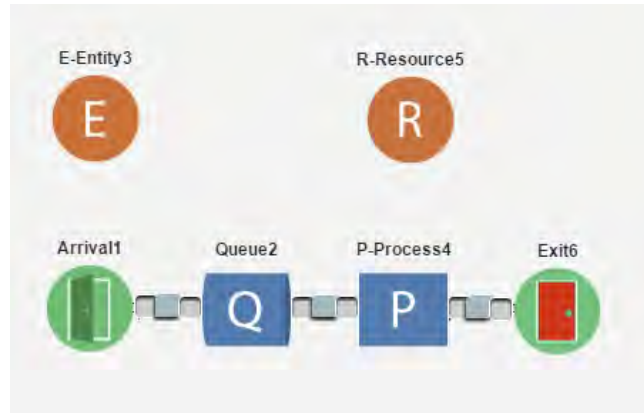 E-Entity3
R-Resource5
E
R
Arrival1
Queue2
P-Process4
Exit6
Q
P